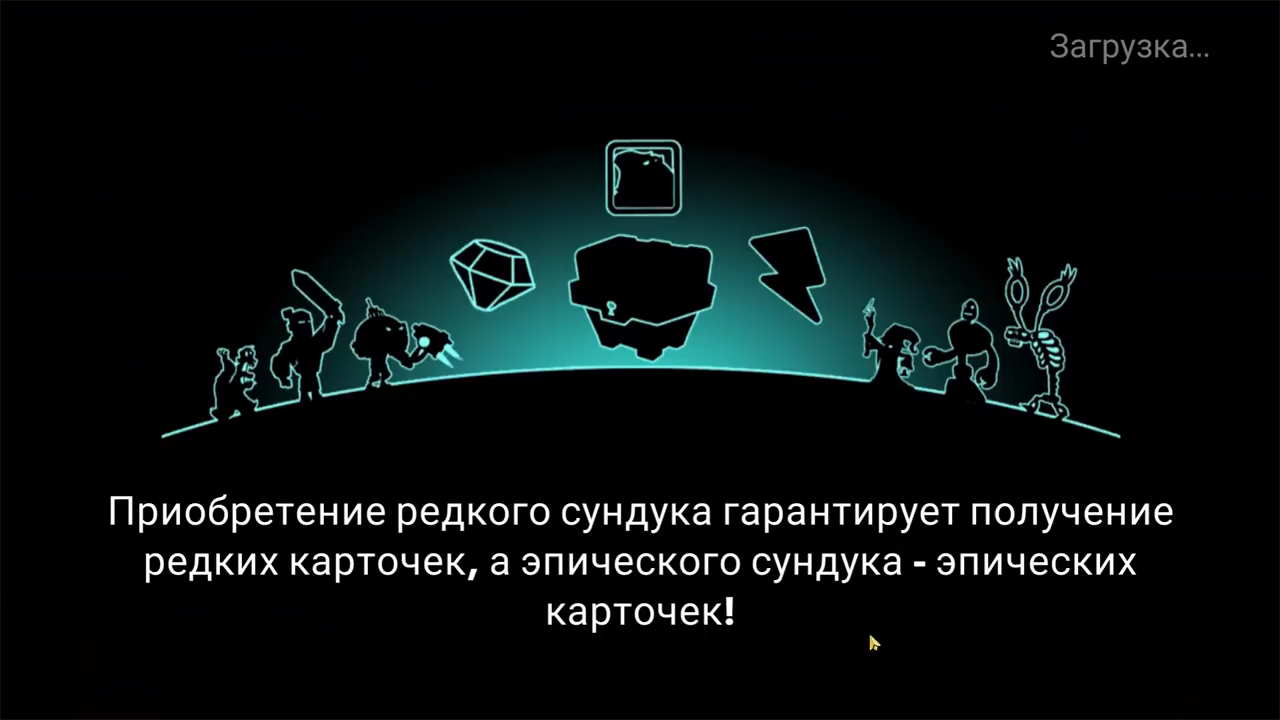 Загрузка...
Приобретение редкого сундука гарантирует получение
редких карточек, а эпического сундука - эпических
карточек!